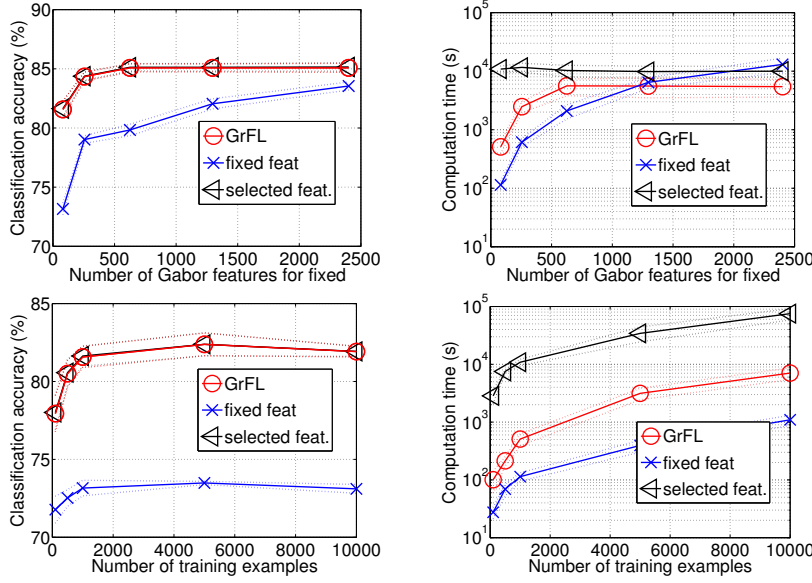 Classification accuracy (%)
90
85
80
75
70
0
500
1000
1500
2000
2500
Number of Gabor features for fixed
GrFL
fixed feat
selected feat.
Computation time (s)
10^5
10^4
10^3
10^2
10^1
0
500
1000
1500
2000
2500
Number of Gabor features for fixed
GrFL
fixed feat
selected feat.
Classification accuracy (%)
85
82
80
77
75
72
70
0
2000
4000
6000
8000
10000
Number of training examples
GrFL
fixed feat
selected feat.
Computation time (s)
10^5
10^4
10^3
10^2
10^1
0
2000
4000
6000
8000
10000
Number of training examples
GrFL
fixed feat
selected feat.